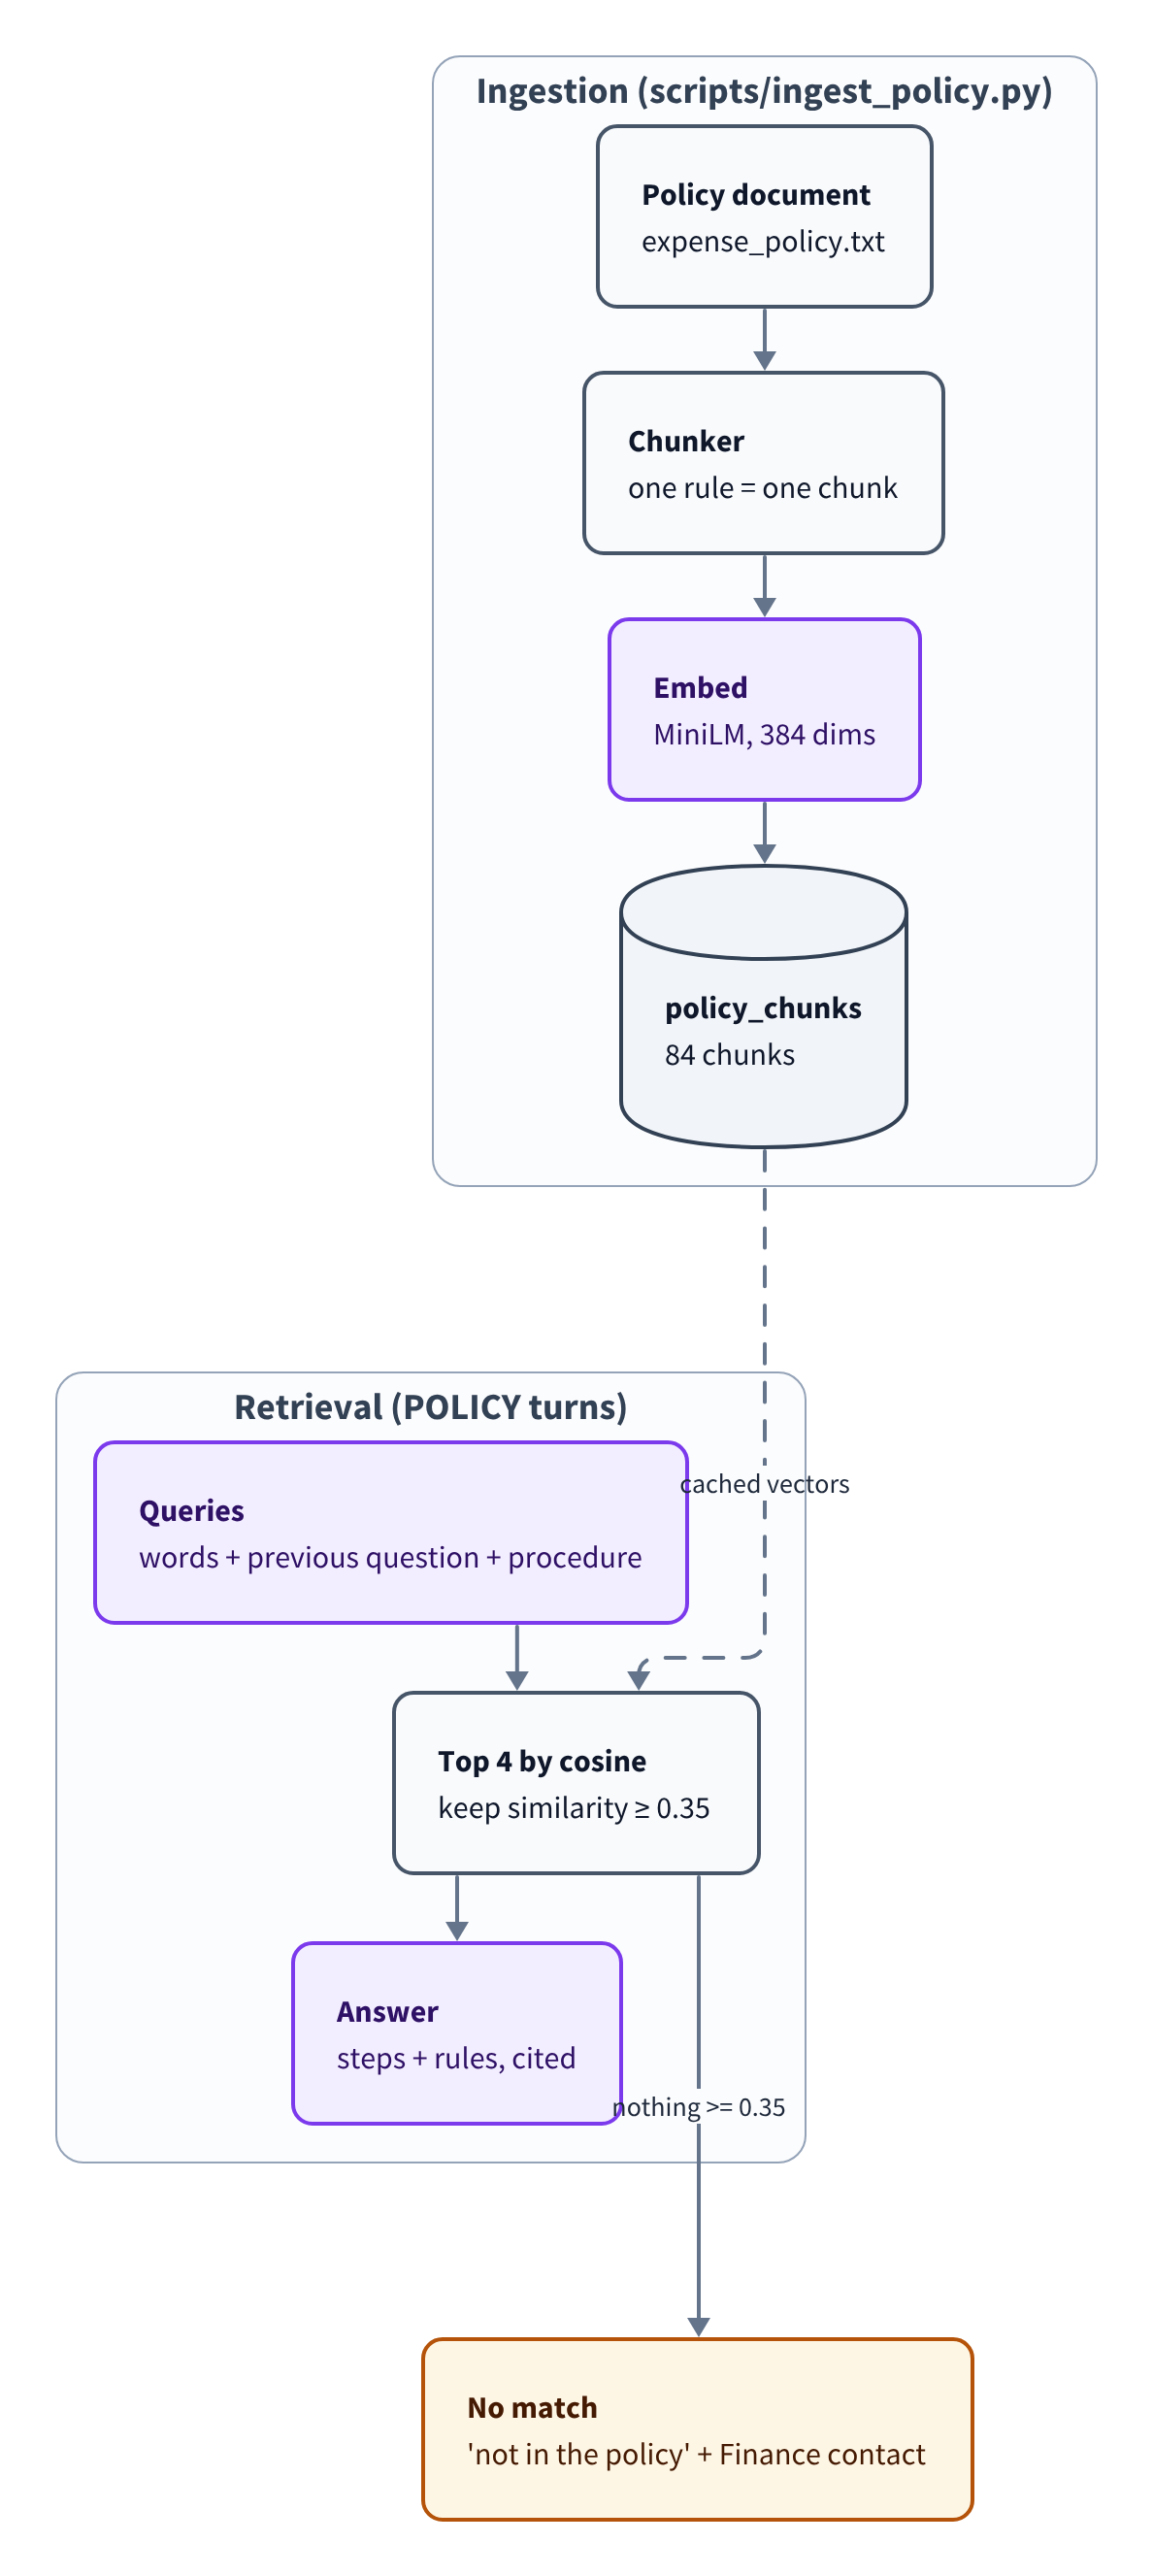 Ingestion (scripts/ingest_policy.py)
Policy document
expense_policy.txt
Chunker
one rule = one chunk
Embed
MiniLM, 384 dims
policy_chunks
84 chunks
Retrieval (POLICY turns)
cached vectors
Queries
words + previous question + procedure
Top 4 by cosine
keep similarity ≥ 0.35
Answer
steps + rules, cited
nothing >= 0.35
No match
'not in the policy' + Finance contact